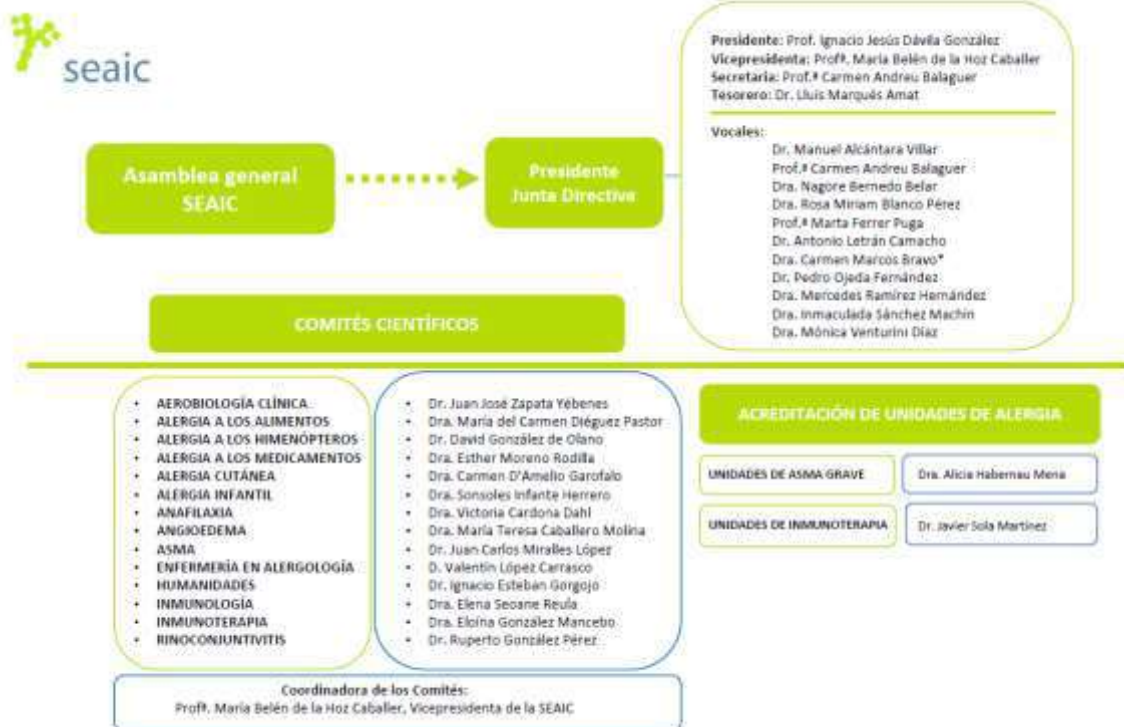 seaic
Asamblea general
SEAIC
Presidente
Junta Directive
Presidente: Prof. Ignacio Jesús Dávila González
Vicepresidenta: Profª. María Belén de la Hoz Caballer
Secretaria: Prof.ª Carmen Andreu Balaguer
Tesorero: Dr. Lluis Marqués Amat
Vocales:
Dr. Manuel Alcántara Villar
Prof.ª Carmen Andreu Balaguer
Dra. Nagore Bernedo Belar
Dra. Rosa Miriam Blanco Pérez
Prof.ª Marta Ferrer Puga
Dr. Antonio Letrán Camacho
Dra. Carmen Marcos Bravo*
Dr. Pedro Ojeda Fernández
Dra. Mercedes Ramírez Hernández
Dra. Inmaculada Sánchez Machín
Dra. Mónica Venturini Díaz
COMITÉS CIENTÍFICOS
• AEROBIOLOGÍA CLÍNICA
• ALERGIA A LOS ALIMENTOS
• ALERGIA A LOS HIMENÓPTEROS
• ALERGIA A LOS MEDICAMENTOS
• ALERGIA CUTÁNEA
• ALERGIA INFANTIL
• ANAFILAXIA
• ANGIOEDEMA
• ASMA
• ENFERMERÍA EN ALERGOLOGÍA
• HUMANIDADES
• INMUNOLOGÍA
• INMUNOTERAPIA
• RINOCONJUNTIVITIS
• Dr. Juan José Zapata Yébenes
• Dra. María del Carmen Diéguez Pastor
• Dr. David González de Olano
• Dra. Esther Moreno Rodilla
• Dra. Carmen D'Amelio Garofalo
• Dra. Sonsoles Infante Herrero
• Dra. Victoria Cardona Dahl
• Dra. María Teresa Caballero Molina
• Dr. Juan Carlos Miralles López
• D. Valentín López Carrasco
• Dr. Ignacio Esteban Gorgojo
• Dra. Elena Seoane Reula
• Dra. Eloína González Mancebo
• Dr. Ruperto González Pérez
Coordinadora de los Comités:
Profª. María Belén de la Hoz Caballer, Vicepresidenta de la SEAIC
ACREDITACIÓN DE UNIDADES DE ALERGIA
UNIDADES DE ASMA GRAVE
Dra. Alicia Habernau Mena
UNIDADES DE INMUNOTERAPIA
Dr. Javier Sola Martínez